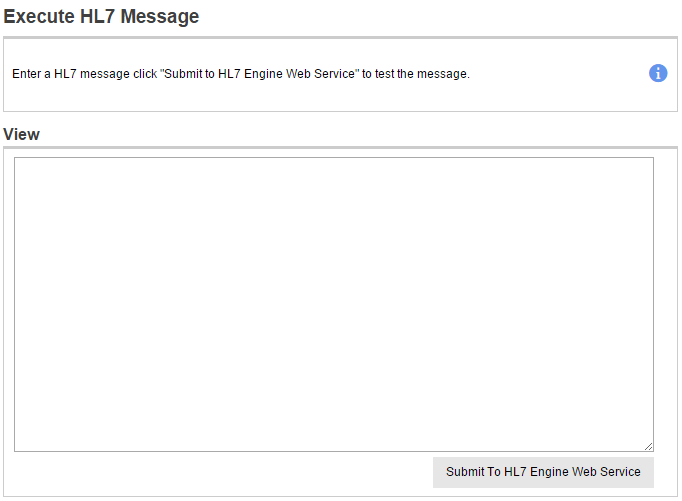 Execute HL7 Message
Enter a HL7 message click "Submit to HL7 Engine Web Service" to test the message.
View
Submit To HL7 Engine Web Service